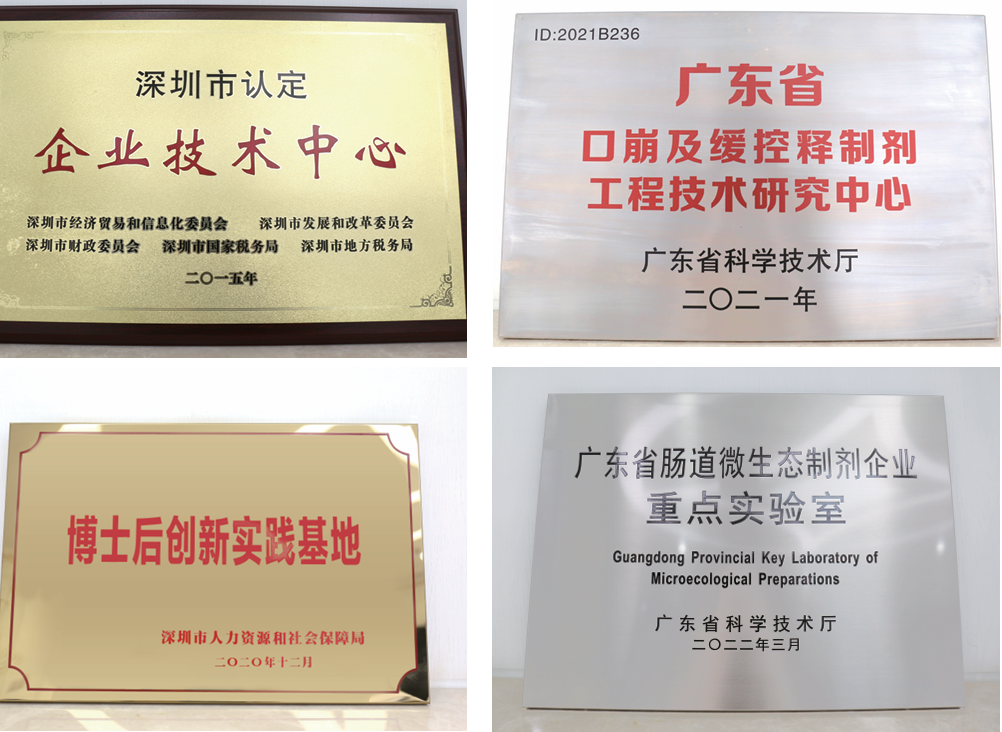 深圳市认定
企业技术中心
深圳市经济贸易和信息化委员会 深圳市发展和改革委员会
深圳市财政委员会 深圳市国家税务局 深圳市地方税务局
二〇一五年
ID:2021B236
广东省
口崩及缓控释制剂
工程技术研究中心
广东省科学技术厅
二〇二一年
博士后创新实践基地
深圳市人力资源和社会保障局
二〇二〇年十二月
广东省肠道微生态制剂企业
重点实验室
Guangdong Provincial Key Laboratory of
Microecological Preparations
广东省科学技术厅
二〇二二年三月